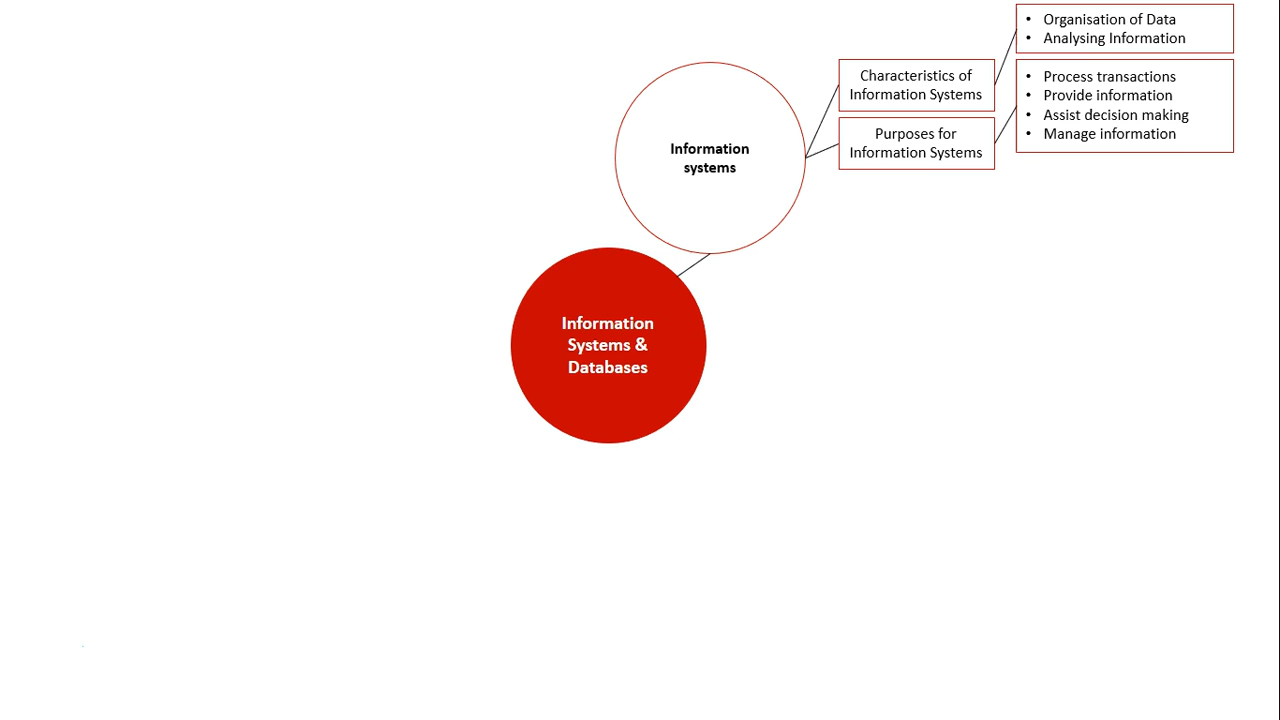 Information
Systems &
Databases
Information
systems
Characteristics of
Information Systems
• Organisation of Data
• Analysing Information
Purposes for
Information Systems
• Process transactions
• Provide information
• Assist decision making
• Manage information